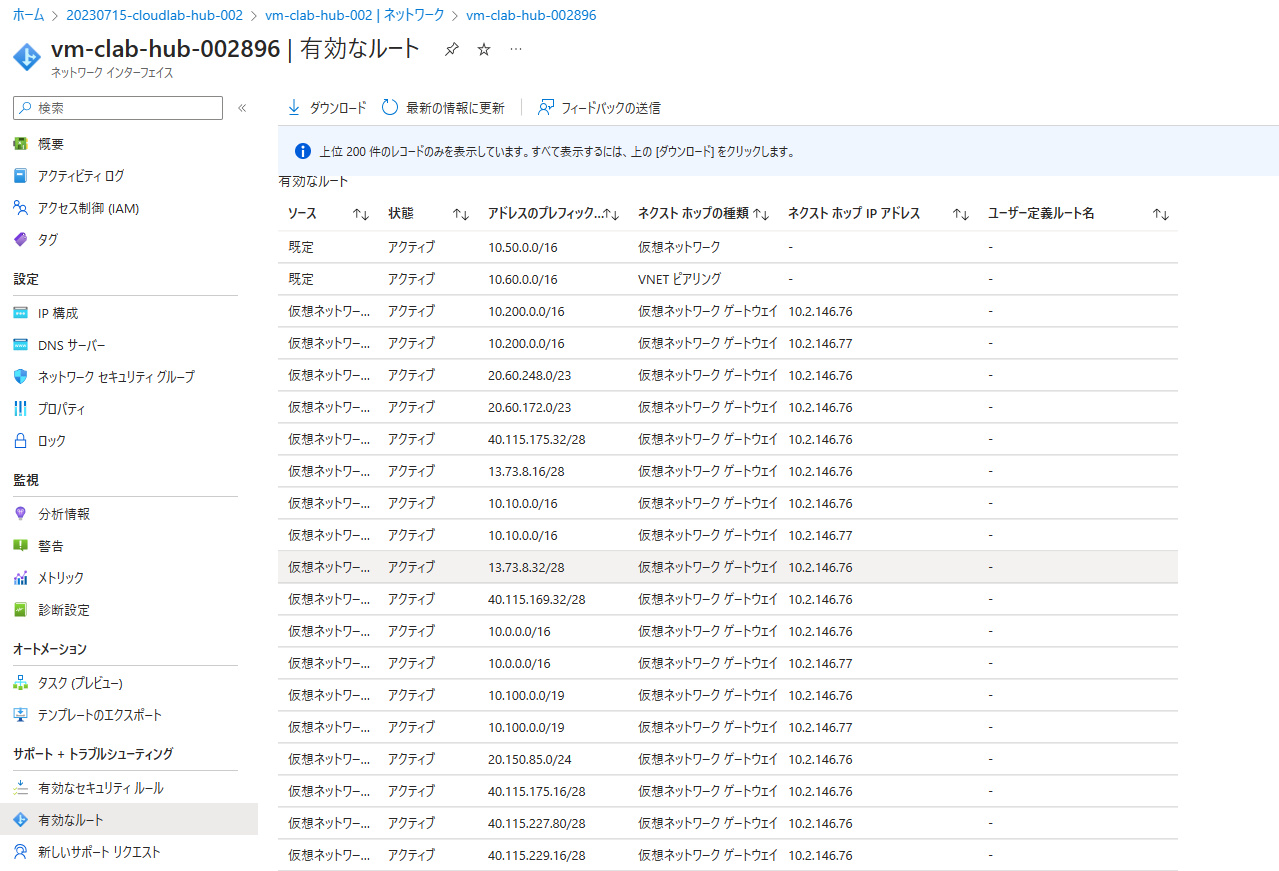 ホーム > 20230715-cloudlab-hub-002 > vm-clab-hub-002 | ネットワーク > vm-clab-hub-002896
vm-clab-hub-002896 | 有効なルート
ネットワーク インターフェイス
検索
概要
アクティビティ ログ
アクセス制御 (IAM)
タグ
設定
IP 構成
DNS サーバー
ネットワーク セキュリティ グループ
プロパティ
ロック
監視
分析情報
警告
メトリック
診断設定
オートメーション
タスク (プレビュー)
テンプレートのエクスポート
サポート + トラブルシューティング
有効なセキュリティ ルール
有効なルート
新しいサポート リクエスト
ダウンロード 最新の情報に更新 フィードバックの送信
上位 200 件のレコードのみを表示しています。すべて表示するには、上の [ダウンロード] をクリックします。
有効なルート
ソース 状態 アドレスのプレフィック... ネクスト ホップの種類 ネクスト ホップ IP アドレス ユーザー定義ルート名
既定 アクティブ 10.50.0.0/16 仮想ネットワーク - -
既定 アクティブ 10.60.0.0/16 VNET ピアリング - -
仮想ネットワー... アクティブ 10.200.0.0/16 仮想ネットワーク ゲートウェイ 10.2.146.76 -
仮想ネットワー... アクティブ 10.200.0.0/16 仮想ネットワーク ゲートウェイ 10.2.146.77 -
仮想ネットワー... アクティブ 20.60.248.0/23 仮想ネットワーク ゲートウェイ 10.2.146.76 -
仮想ネットワー... アクティブ 20.60.172.0/23 仮想ネットワーク ゲートウェイ 10.2.146.76 -
仮想ネットワー... アクティブ 40.115.175.32/28 仮想ネットワーク ゲートウェイ 10.2.146.76 -
仮想ネットワー... アクティブ 13.73.8.16/28 仮想ネットワーク ゲートウェイ 10.2.146.76 -
仮想ネットワー... アクティブ 10.10.0.0/16 仮想ネットワーク ゲートウェイ 10.2.146.76 -
仮想ネットワー... アクティブ 10.10.0.0/16 仮想ネットワーク ゲートウェイ 10.2.146.77 -
仮想ネットワー... アクティブ 13.73.8.32/28 仮想ネットワーク ゲートウェイ 10.2.146.76 -
仮想ネットワー... アクティブ 40.115.169.32/28 仮想ネットワーク ゲートウェイ 10.2.146.76 -
仮想ネットワー... アクティブ 10.0.0.0/16 仮想ネットワーク ゲートウェイ 10.2.146.76 -
仮想ネットワー... アクティブ 10.0.0.0/16 仮想ネットワーク ゲートウェイ 10.2.146.77 -
仮想ネットワー... アクティブ 10.100.0.0/19 仮想ネットワーク ゲートウェイ 10.2.146.76 -
仮想ネットワー... アクティブ 10.100.0.0/19 仮想ネットワーク ゲートウェイ 10.2.146.77 -
仮想ネットワー... アクティブ 20.150.85.0/24 仮想ネットワーク ゲートウェイ 10.2.146.76 -
仮想ネットワー... アクティブ 40.115.175.16/28 仮想ネットワーク ゲートウェイ 10.2.146.76 -
仮想ネットワー... アクティブ 40.115.227.80/28 仮想ネットワーク ゲートウェイ 10.2.146.76 -
仮想ネットワー... アクティブ 40.115.229.16/28 仮想ネットワーク ゲートウェイ 10.2.146.76 -